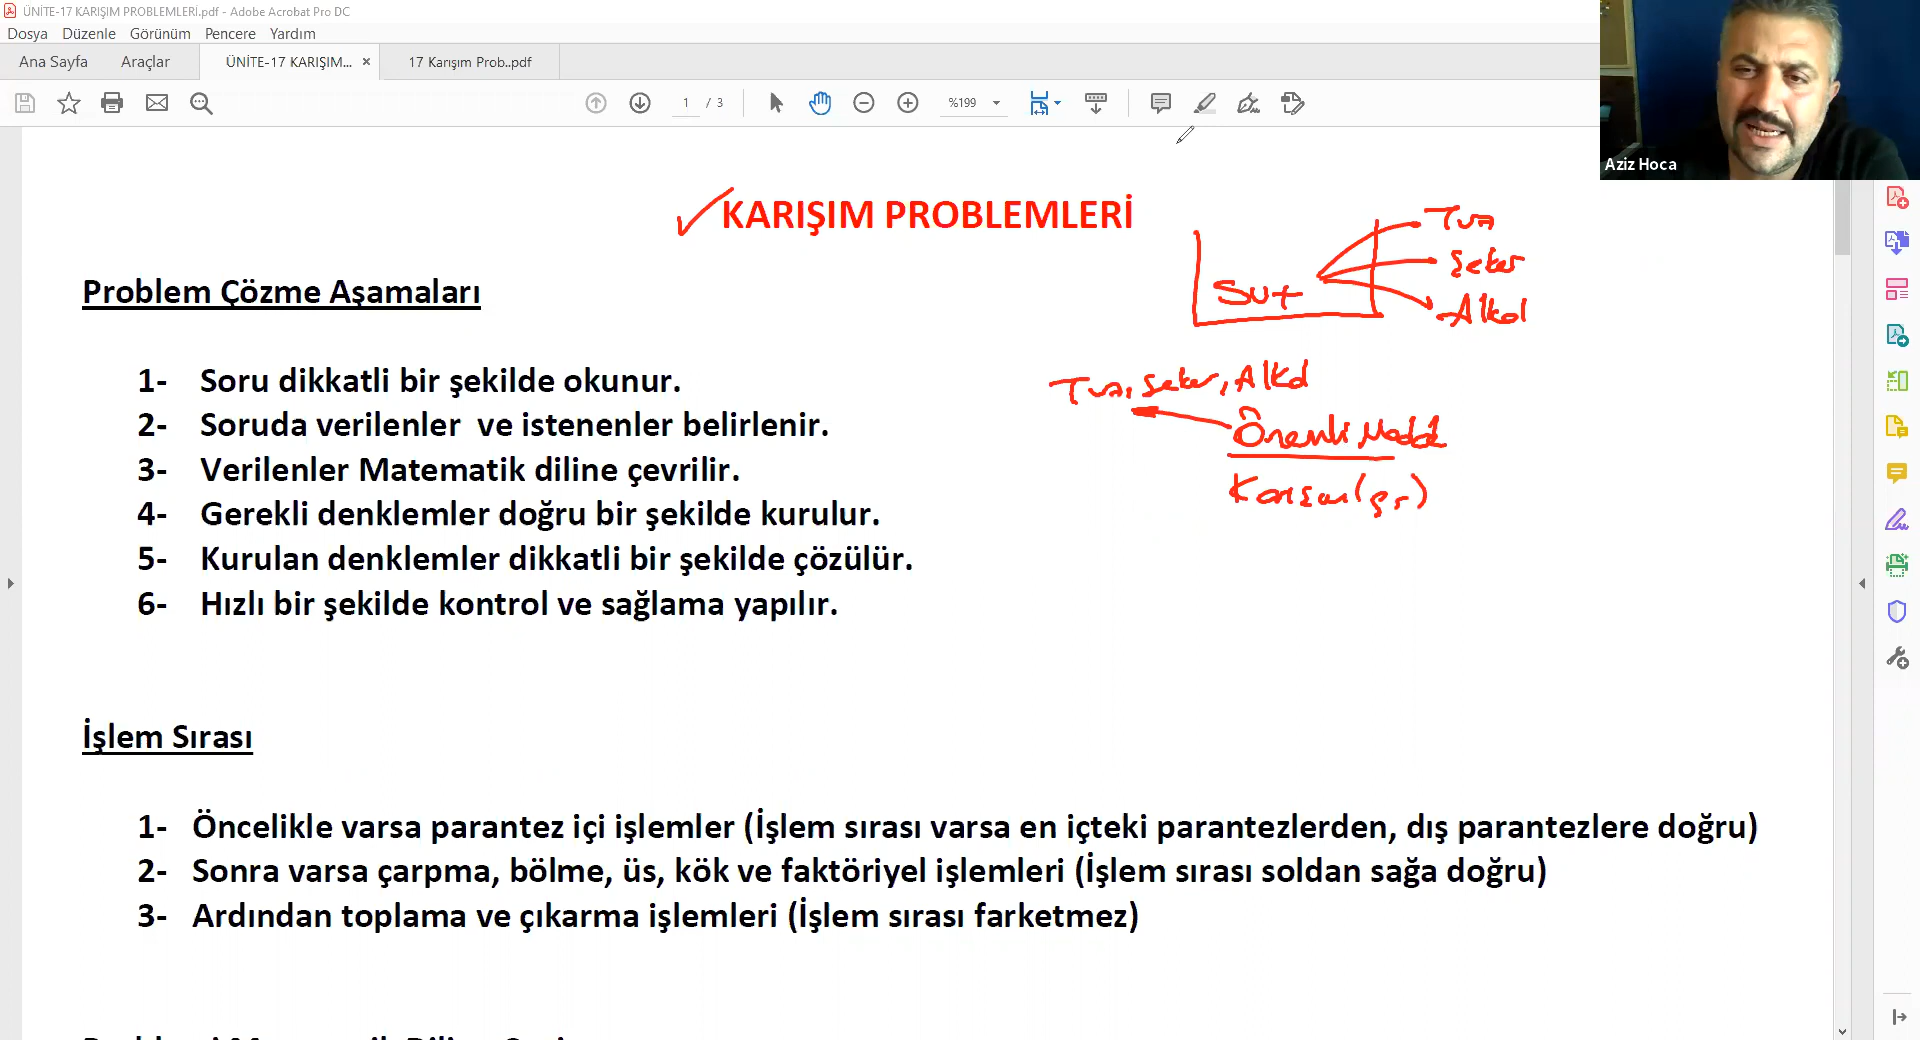 ÜNİTE-17 KARIŞIM PROBLEMLERİ.pdf - Adobe Acrobat Pro DC
Dosya Düzenle Görünüm Pencere Yardım
Ana Sayfa Araçlar ÜNİTE-17 KARIŞIM... × 17 Karışım Prob..pdf
1 / 3 %199
Aziz Hoca
KARIŞIM PROBLEMLERİ
Tuz
Şeker
SU+
Alkol
Problem Çözme Aşamaları
1- Soru dikkatli bir şekilde okunur.
2- Soruda verilenler ve istenenler belirlenir.
3- Verilenler Matematik diline çevrilir.
4- Gerekli denklemler doğru bir şekilde kurulur.
5- Kurulan denklemler dikkatli bir şekilde çözülür.
6- Hızlı bir şekilde kontrol ve sağlama yapılır.
Tuz, Şeker, Alkol
Önemli Madde
İşlem Sırası
1- Öncelikle varsa parantez içi işlemler (İşlem sırası varsa en içteki parantezlerden, dış parantezlere doğru)
2- Sonra varsa çarpma, bölme, üs, kök ve faktöriyel işlemleri (İşlem sırası soldan sağa doğru)
3- Ardından toplama ve çıkarma işlemleri (İşlem sırası farketmez)